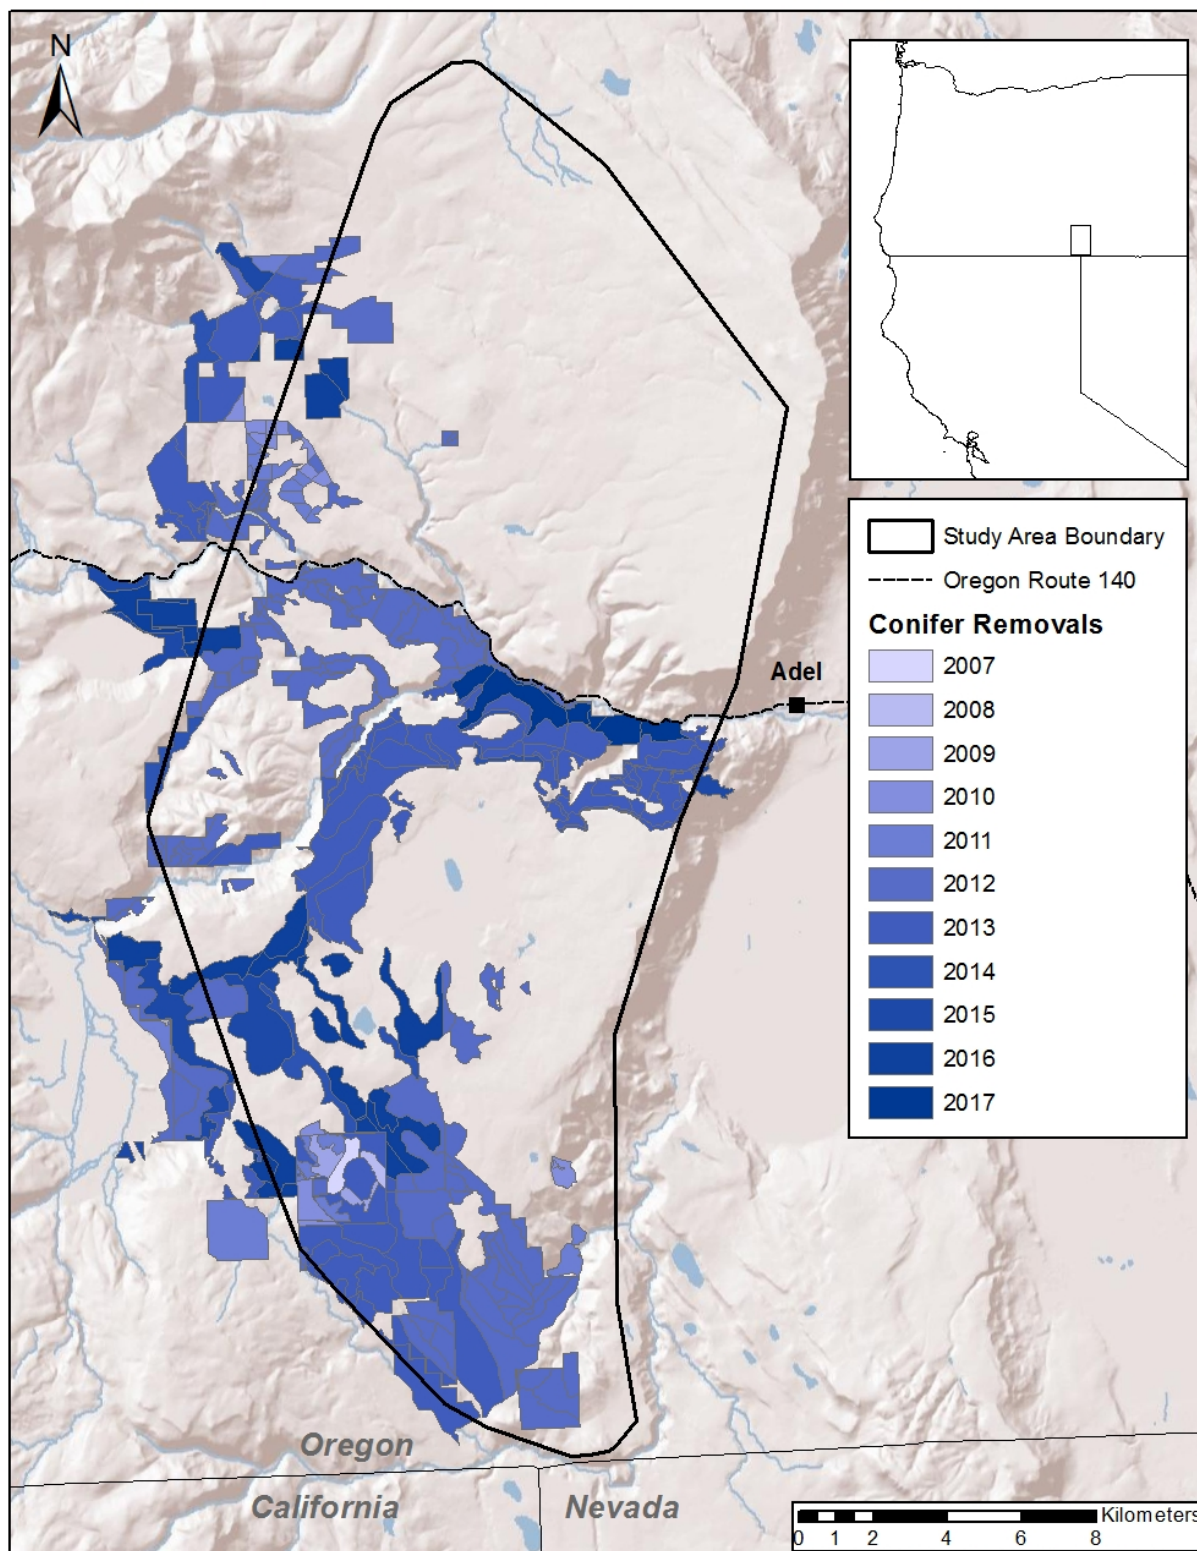 N
Study Area Boundary
Oregon Route 140
Conifer Removals
2007
2008
2009
2010
2011
2012
2013
2014
2015
2016
2017
Adel
Oregon
California
Nevada
Kilometers
0 1 2 4 6 8